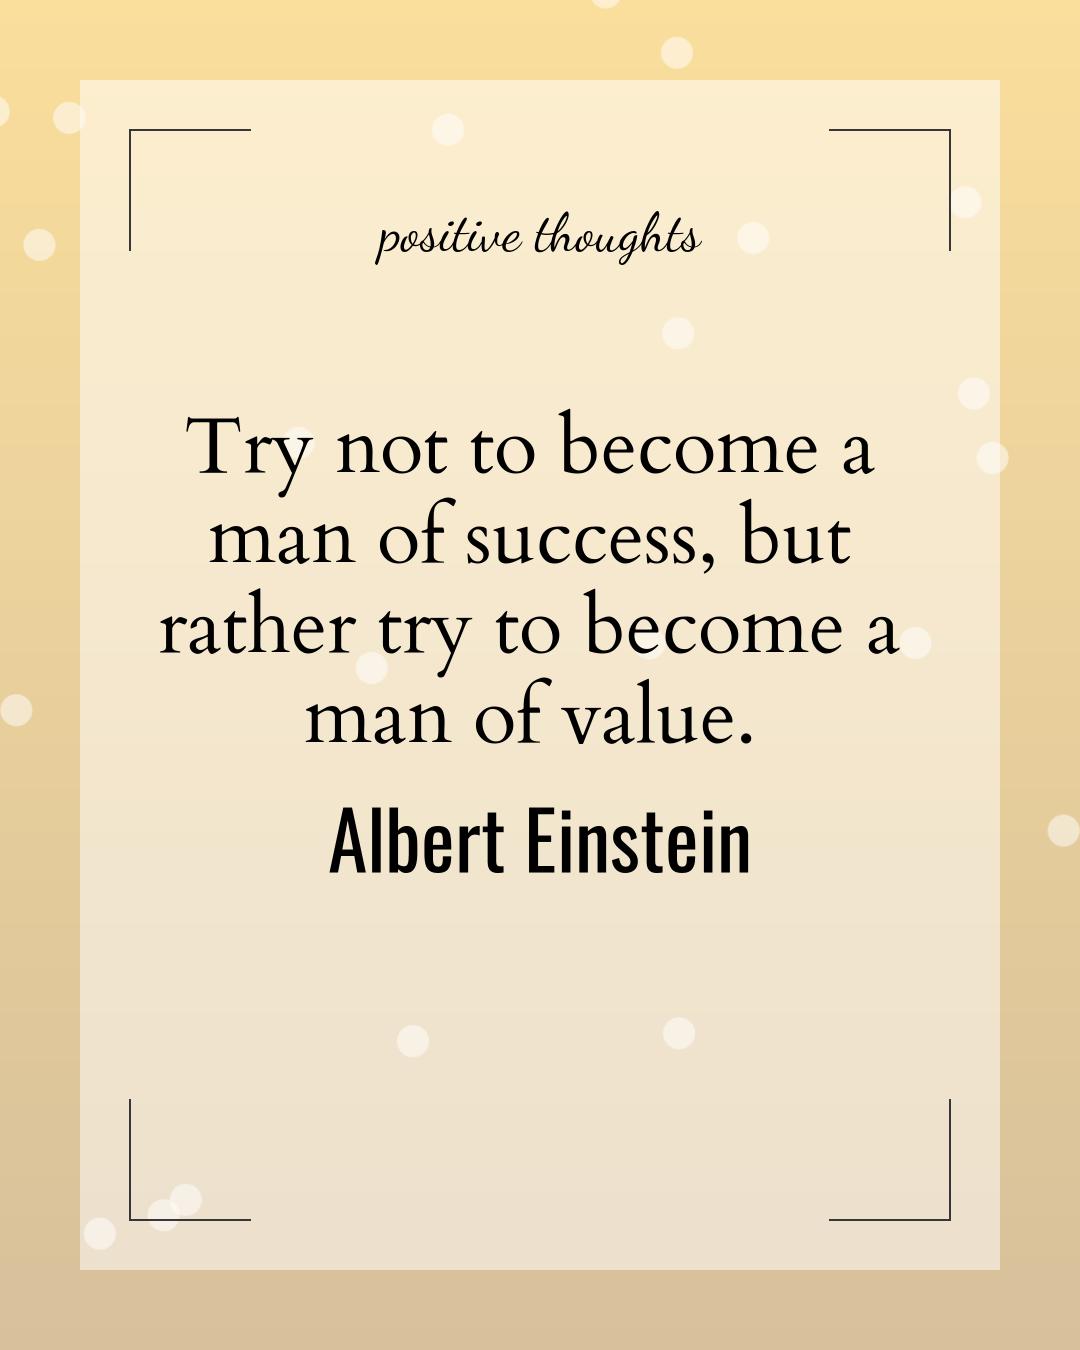 positive thoughts
Try not to become a
man of success, but
rather try to become a
man of value.
Albert Einstein